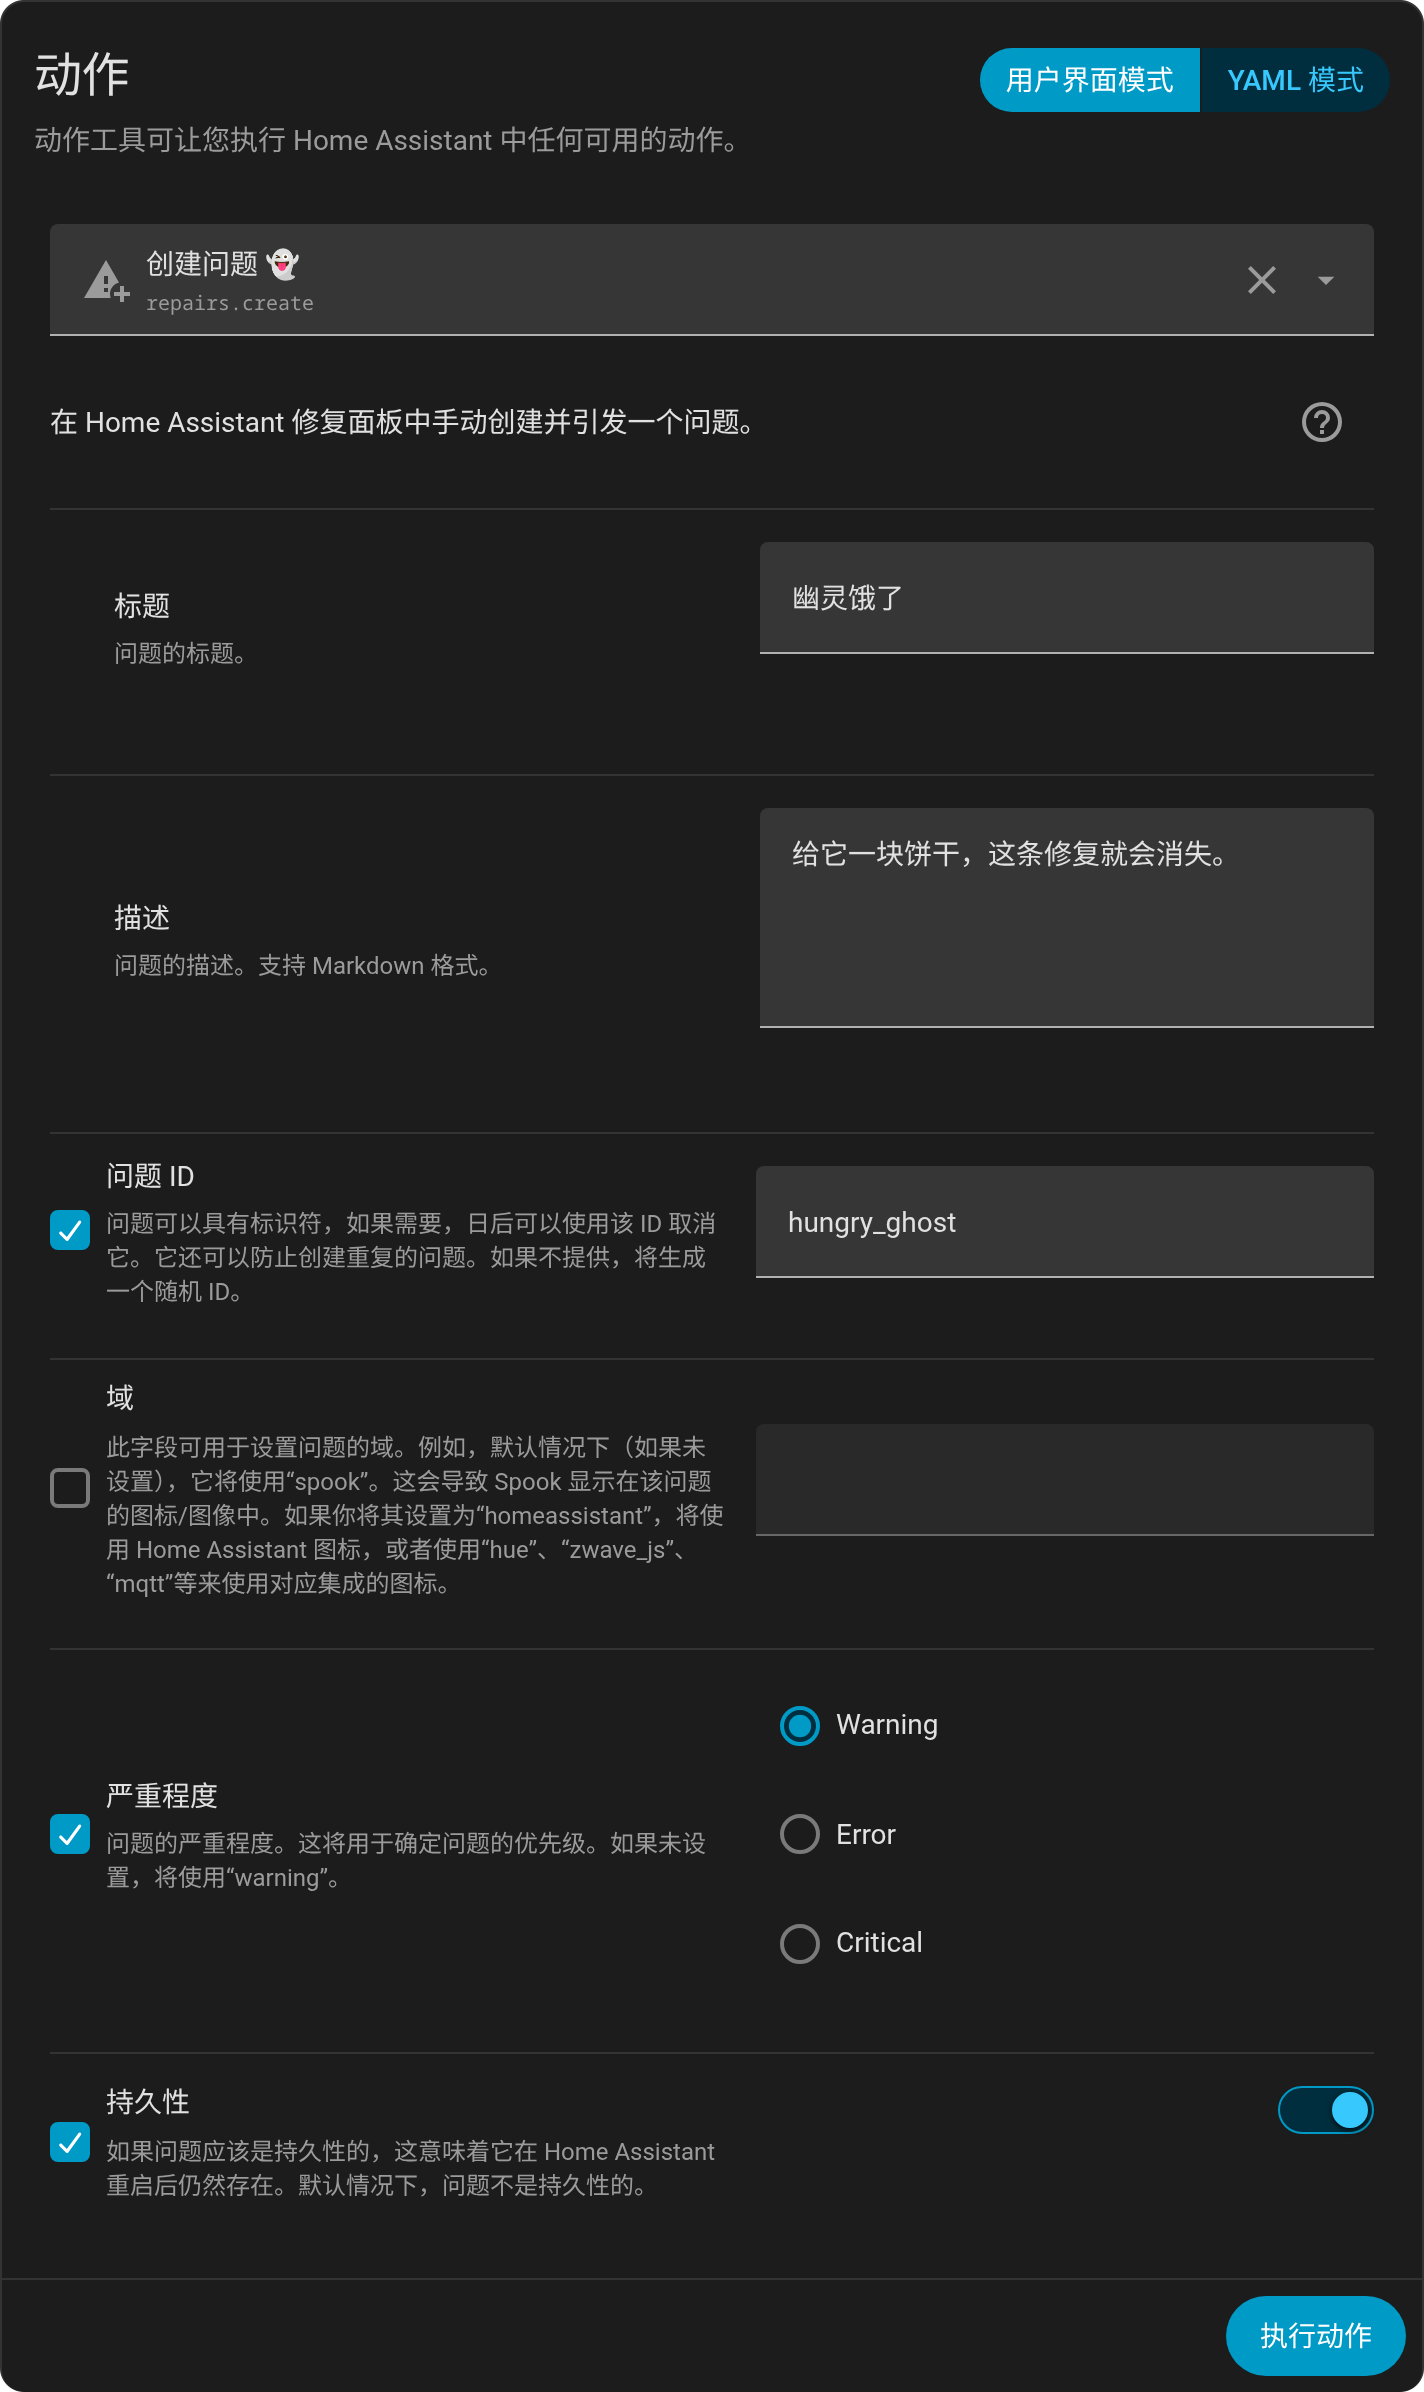 动作
用户界面模式
YAML 模式
动作工具可让您执行 Home Assistant 中任何可用的动作。
创建问题 👻
repairs.create
在 Home Assistant 修复面板中手动创建并引发一个问题。
标题
问题的标题。
幽灵饿了
描述
问题的描述。支持 Markdown 格式。
给它一块饼干，这条修复就会消失。
问题 ID
问题可以具有标识符，如果需要，日后可以使用该 ID 取消
它。它还可以防止创建重复的问题。如果不提供，将生成
一个随机 ID。
hungry_ghost
域
此字段可用于设置问题的域。例如，默认情况下（如果未
设置），它将使用“spook”。这会导致 Spook 显示在该问题
的图标/图像中。如果你将其设置为“homeassistant”，将使
用 Home Assistant 图标，或者使用“hue”、“zwave_js”、
“mqtt”等来使用对应集成的图标。
严重程度
问题的严重程度。这将用于确定问题的优先级。如果未设
置，将使用“warning”。
Warning
Error
Critical
持久性
如果问题应该是持久性的，这意味着它在 Home Assistant
重启后仍然存在。默认情况下，问题不是持久性的。
执行动作